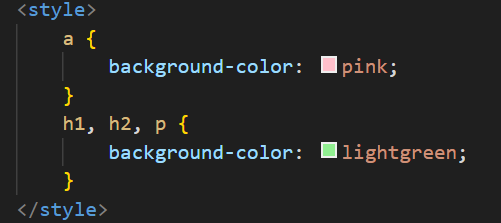 <style>
    a {
        background-color: pink;
    }
    h1, h2, p {
        background-color: lightgreen;
    }
</style>